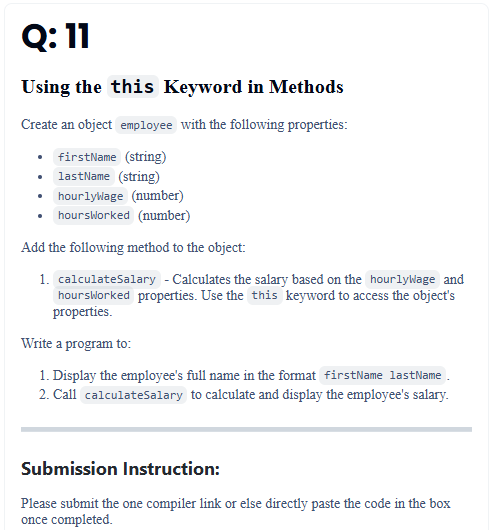 Q: 11
Using the this Keyword in Methods
Create an object employee with the following properties:
• firstName (string)
• lastName (string)
• hourlyWage (number)
• hoursWorked (number)
Add the following method to the object:
1. calculateSalary - Calculates the salary based on the hourlyWage and
hoursWorked properties. Use the this keyword to access the object's
properties.
Write a program to:
1. Display the employee's full name in the format firstName lastName.
2. Call calculateSalary to calculate and display the employee's salary.
Submission Instruction:
Please submit the one compiler link or else directly paste the code in the box
once completed.